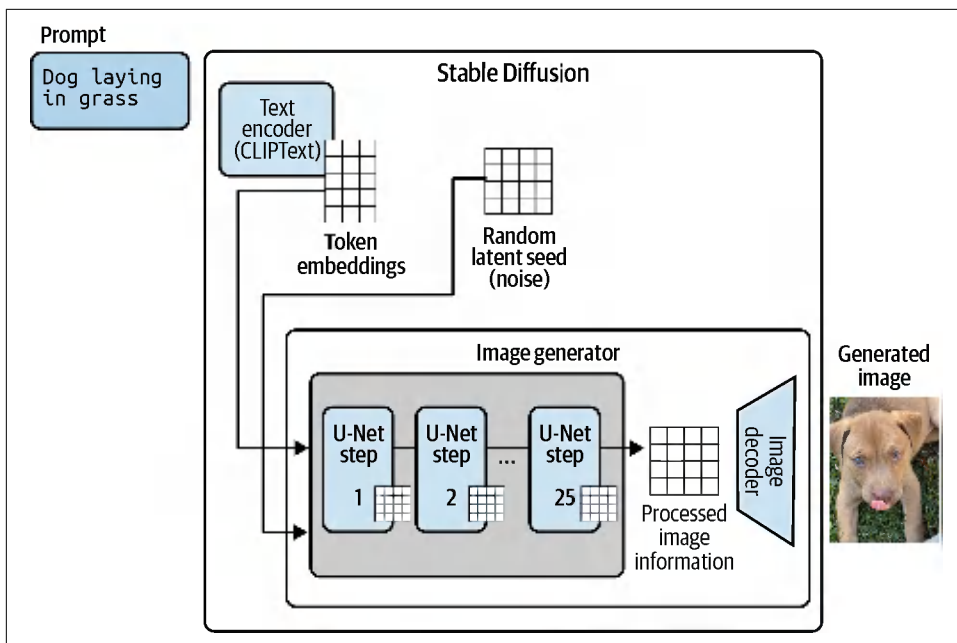 Prompt
Dog laying
in grass
Stable Diffusion
Text
encoder
(CLIPText)
Token
embeddings
Random
latent seed
(noise)
Image generator
U-Net
step
1
U-Net
step
2
...
U-Net
step
25
Processed
image
information
Image
decoder
Generated
image